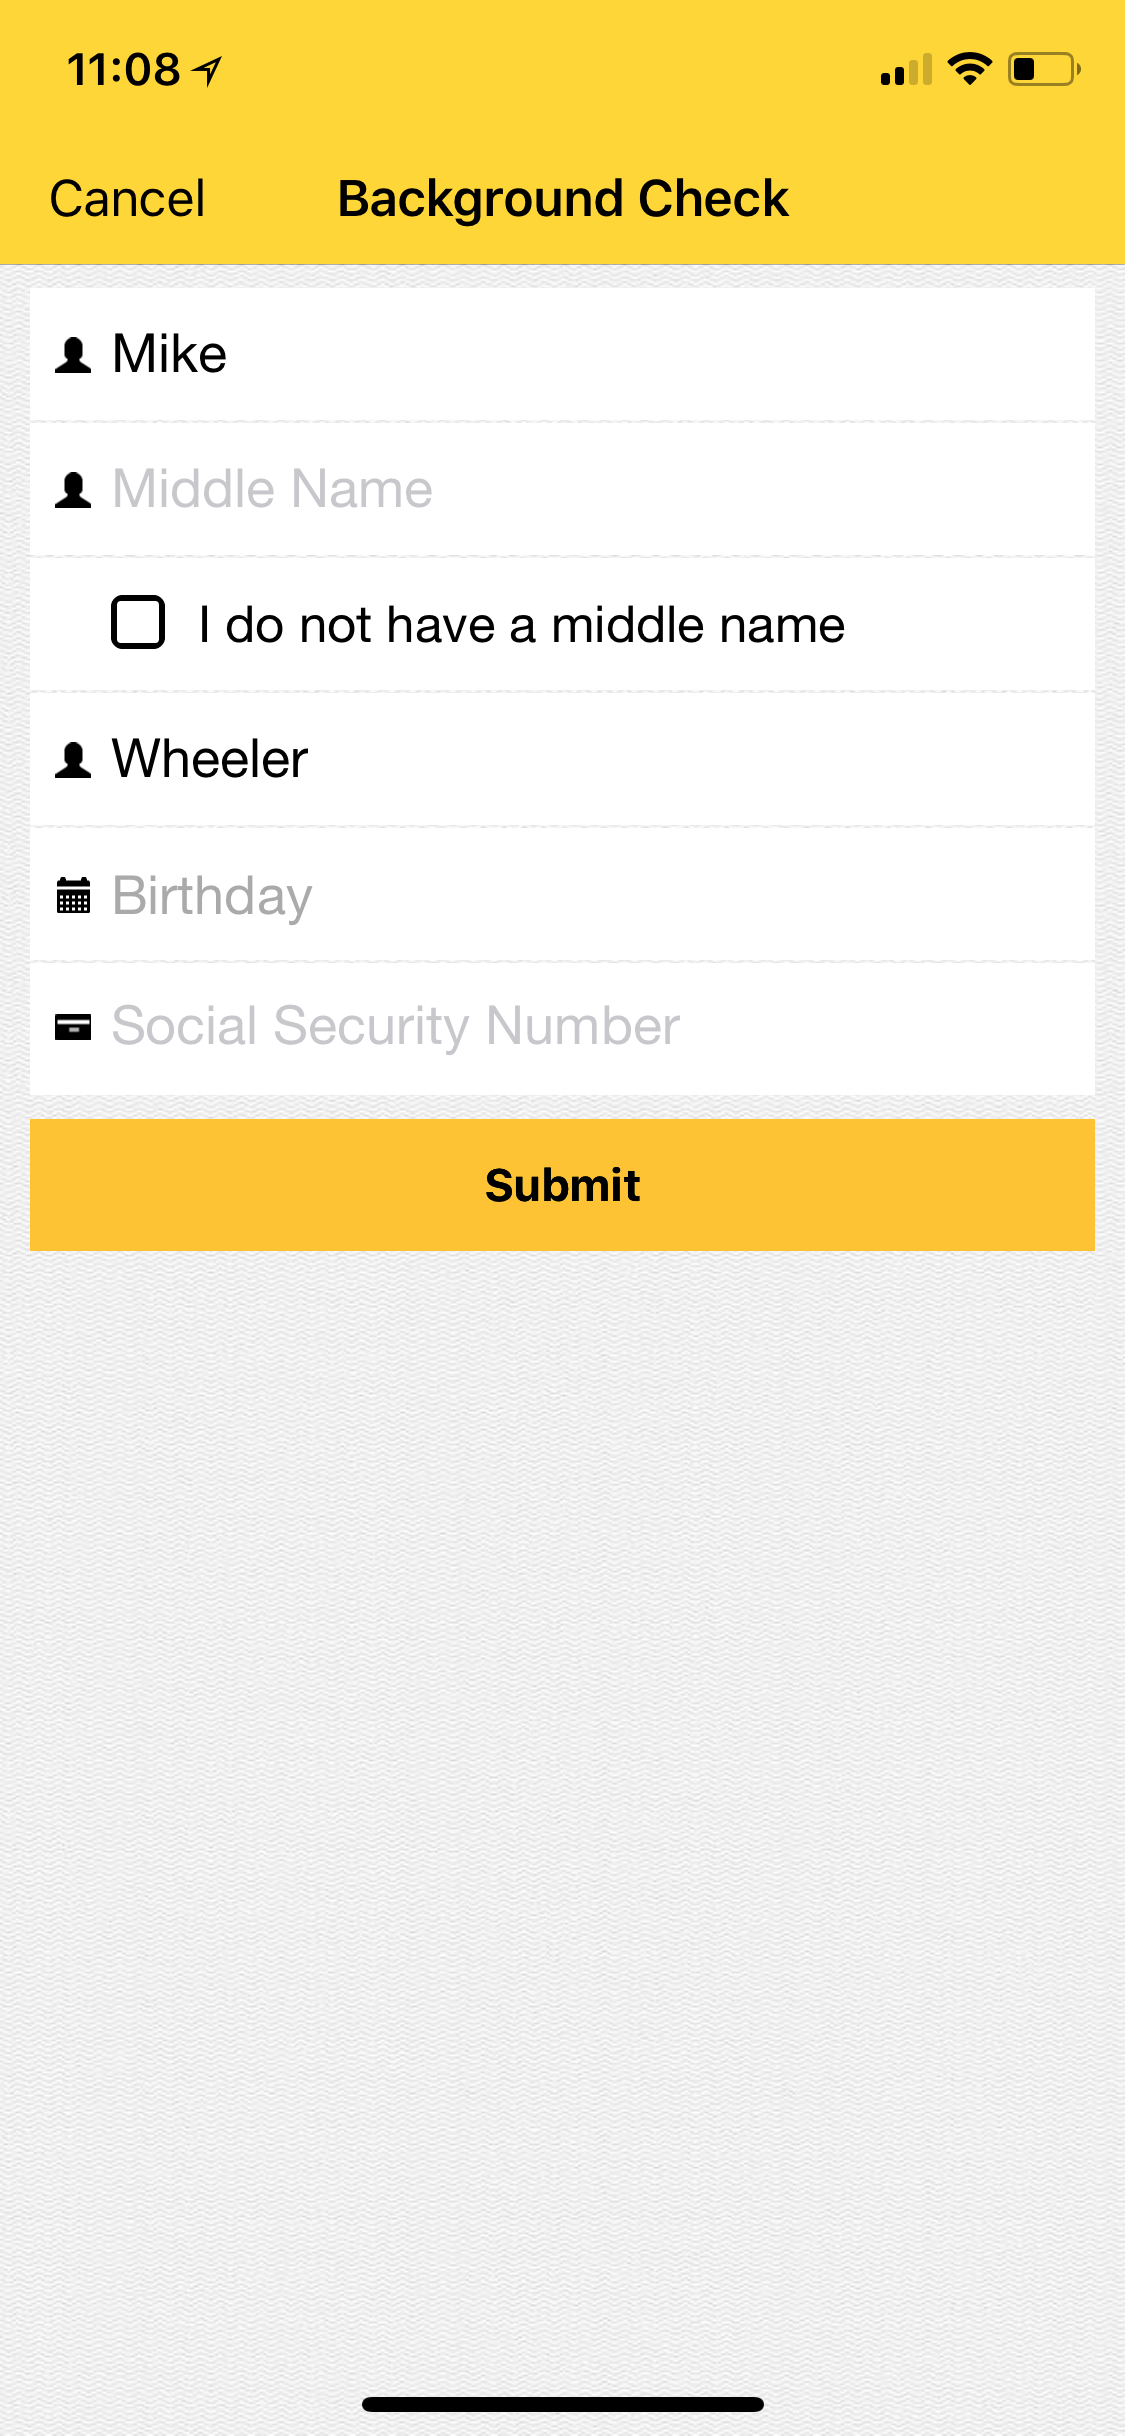 11:08
Cancel
Background Check
Mike
Middle Name
I do not have a middle name
Wheeler
Birthday
Social Security Number
Submit